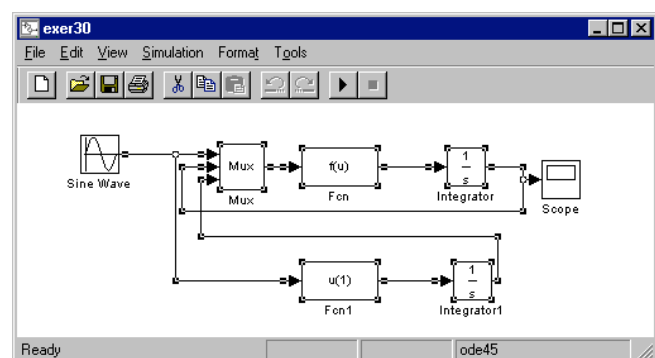 exer30
File Edit View Simulation Format Tools
Mux
f(u)
1
s
Sine Wave
Mux
Fcn
Integrator
Scope
u(1)
1
s
Fcn1
Integrator1
Ready
ode45